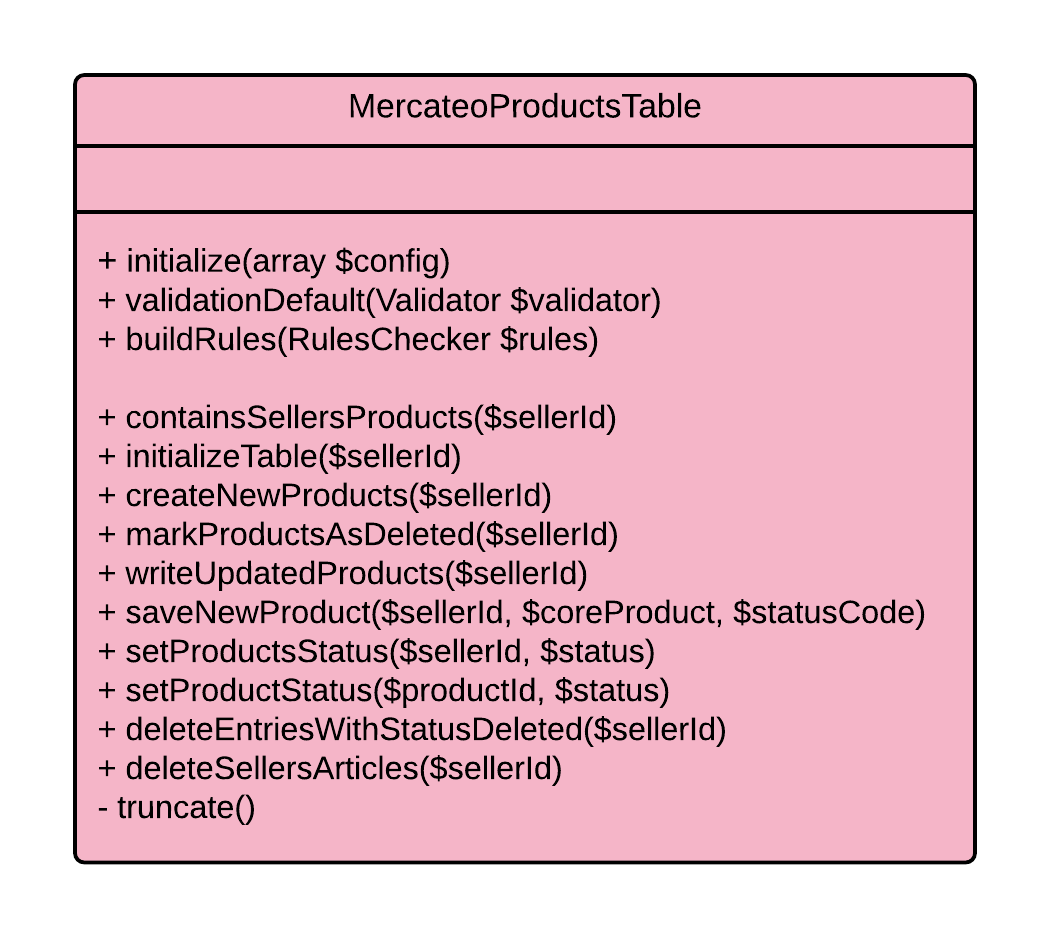 MercateoProductsTable
+ initialize(array $config)
+ validationDefault(Validator $validator)
+ buildRules(RulesChecker $rules)
+ containsSellersProducts($sellerId)
+ initializeTable($sellerId)
+ createNewProducts($sellerId)
+ markProductsAsDeleted($sellerId)
+ writeUpdatedProducts($sellerId)
+ saveNewProduct($sellerId, $coreProduct, $statusCode)
+ setProductsStatus($sellerId, $status)
+ setProductStatus($productId, $status)
+ deleteEntriesWithStatusDeleted($sellerId)
+ deleteSellersArticles($sellerId)
- truncate()